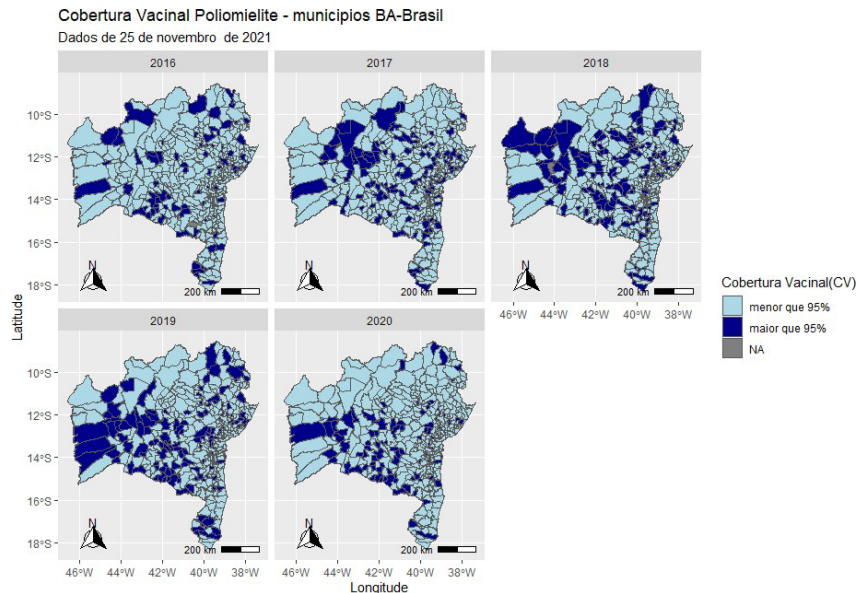 Cobertura Vacinal Poliomielite - municipios BA-Brasil
Dados de 25 de novembro de 2021
2016
2017
2018
10°S
12°S
14°S
16°S
18°S
N
200 km
N
200 km
N
200 km
46°W 44°W 42°W 40°W 38°W
2019
2020
10°S
12°S
14°S
16°S
18°S
N
200 km
N
200 km
46°W 44°W 42°W 40°W 38°W
46°W 44°W 42°W 40°W 38°W
Longitude
Latitude
Cobertura Vacinal(CV)
menor que 95%
maior que 95%
NA